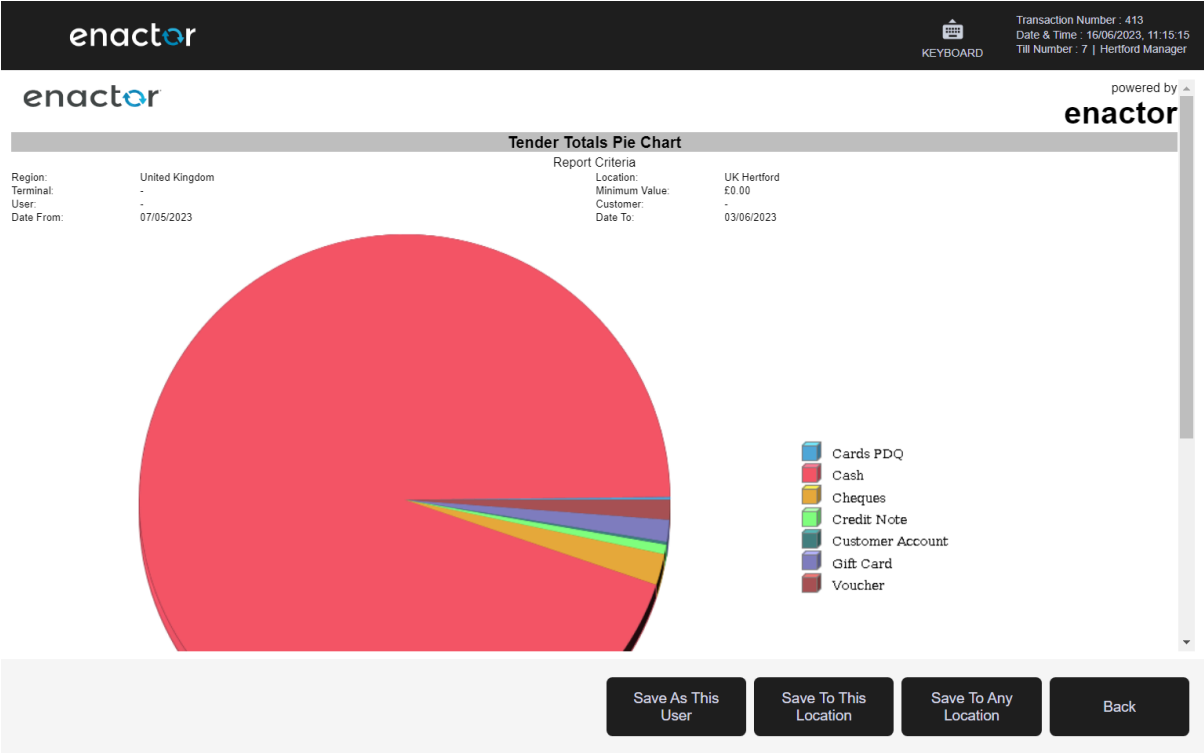 enactor
KEYBOARD
Transaction Number : 413
Date & Time : 16/06/2023, 11:15:15
Till Number : 7 | Hertford Manager
enactor
powered by
enactor
Tender Totals Pie Chart
Report Criteria
Region: United Kingdom Location: UK Hertford
Terminal: - Minimum Value: £0.00
User: - Customer: -
Date From: 07/05/2023 Date To: 03/06/2023
Cards PDQ
Cash
Cheques
Credit Note
Customer Account
Gift Card
Voucher
Save As This
User
Save To This
Location
Save To Any
Location
Back